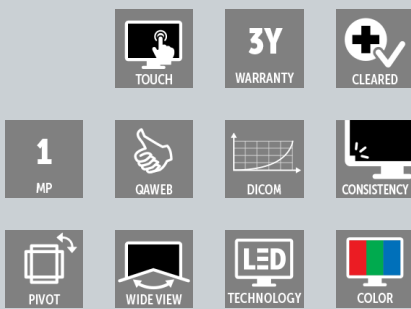 TOUCH
3Y
WARRANTY
CLEARED
1
MP
QAWEB
DICOM
CONSISTENCY
PIVOT
WIDE VIEW
LED
TECHNOLOGY
COLOR